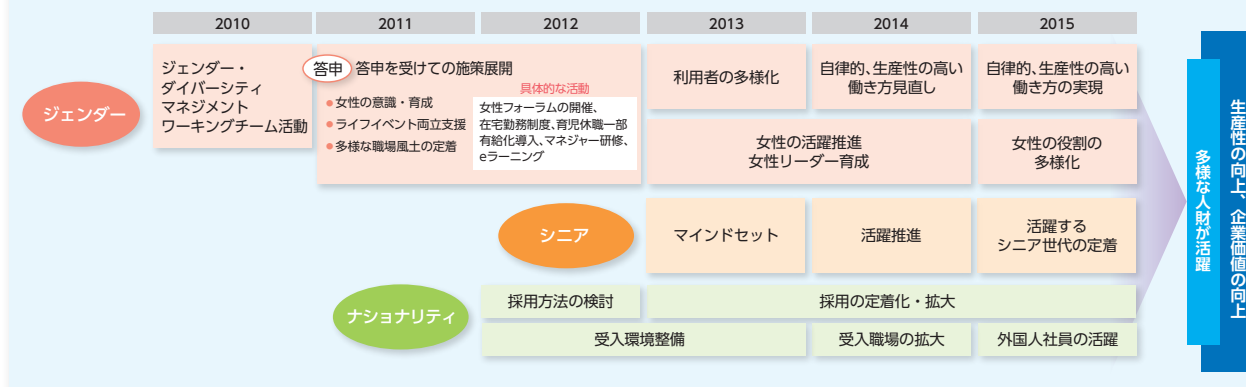 2010
2011
2012
2013
2014
2015
ジェンダー
ジェンダー・
ダイバーシティ
マネジメント
ワーキングチーム活動
答申
答申を受けての施策展開
●女性の意識・育成
●ライフイベント両立支援
●多様な職場風土の定着
具体的な活動
女性フォーラムの開催、
在宅勤務制度、育児休職一部
有給化導入、マネジャー研修、
eラーニング
利用者の多様化
自律的、生産性の高い
働き方見直し
自律的、生産性の高い
働き方の実現
女性の活躍推進
女性リーダー育成
女性の役割の
多様化
シニア
マインドセット
活躍推進
活躍する
シニア世代の定着
ナショナリティ
採用方法の検討
採用の定着化・拡大
受入環境整備
受入職場の拡大
外国人社員の活躍
多様な人財が活躍
生産性の向上、企業価値の向上